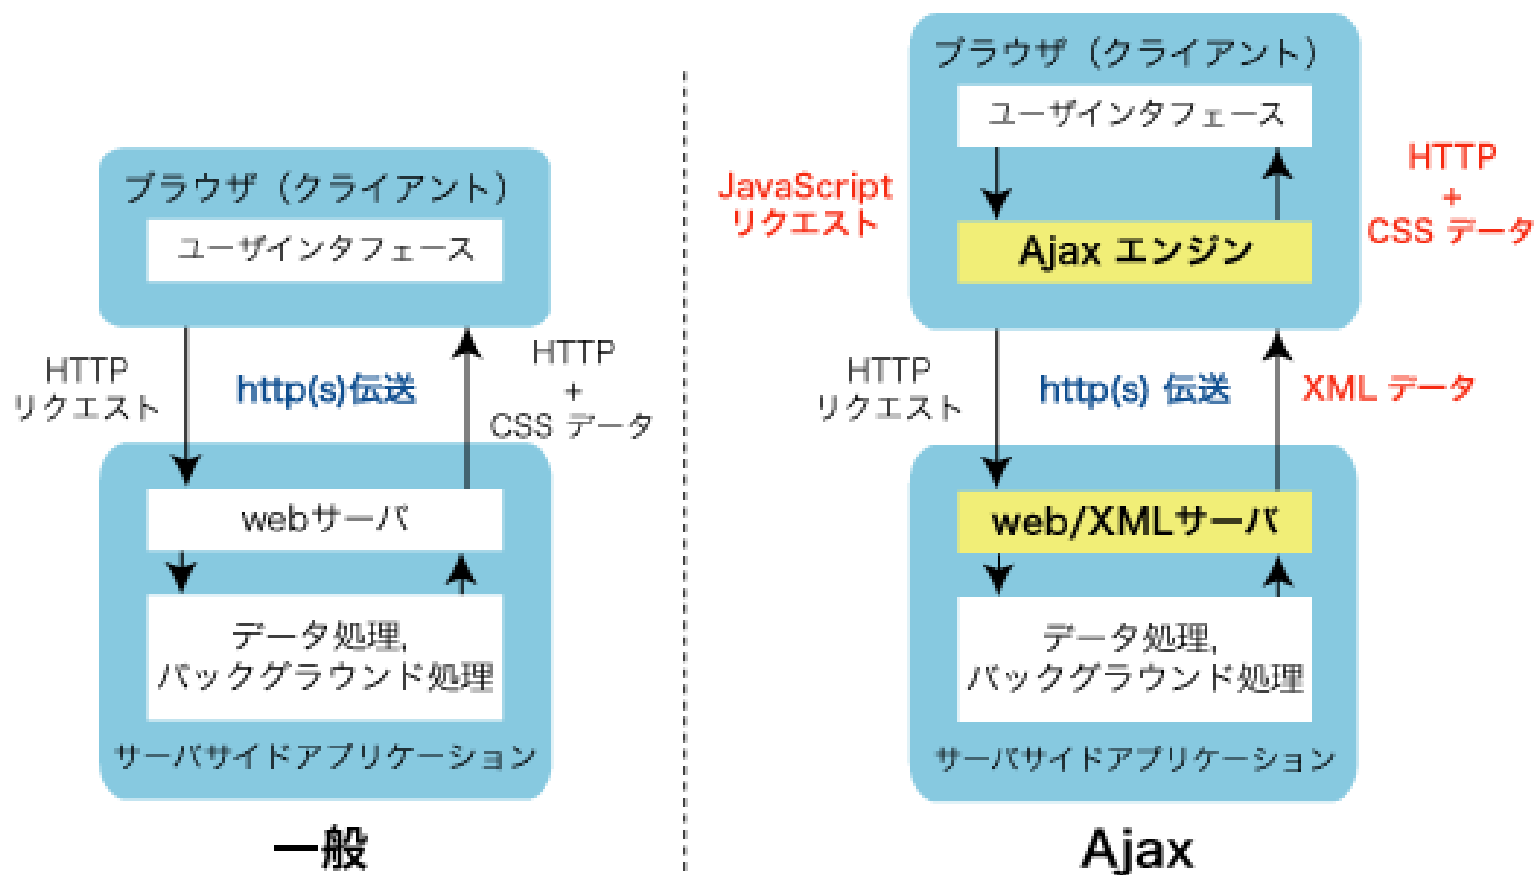 ブラウザ（クライアント）
ユーザインタフェース
HTTP
リクエスト
http(s)伝送
HTTP
+
CSS データ
webサーバ
データ処理,
バックグラウンド処理
サーバサイドアプリケーション
一般
ブラウザ（クライアント）
ユーザインタフェース
JavaScript
リクエスト
HTTP
+
CSS データ
Ajax エンジン
HTTP
リクエスト
http(s) 伝送
XML データ
web/XMLサーバ
データ処理,
バックグラウンド処理
サーバサイドアプリケーション
Ajax